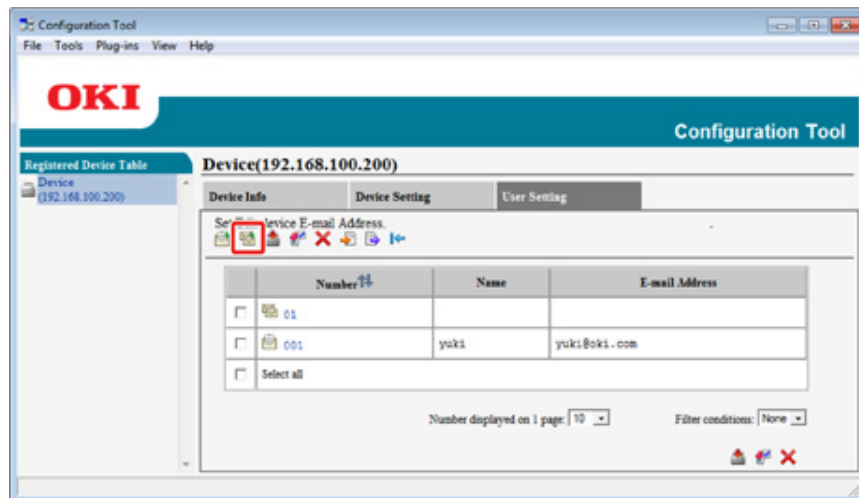 Configuration Tool
File Tools Plug-ins View Help
OKI
Configuration Tool
Registered Device Table
Device
(192.168.100.200)
Device(192.168.100.200)
Device Info Device Setting User Setting
Device E-mail Address.
Number Name E-mail Address
01
001 yuki yuki@oki.com
Select all
Number displayed on 1 page: 10 Filter conditions: None